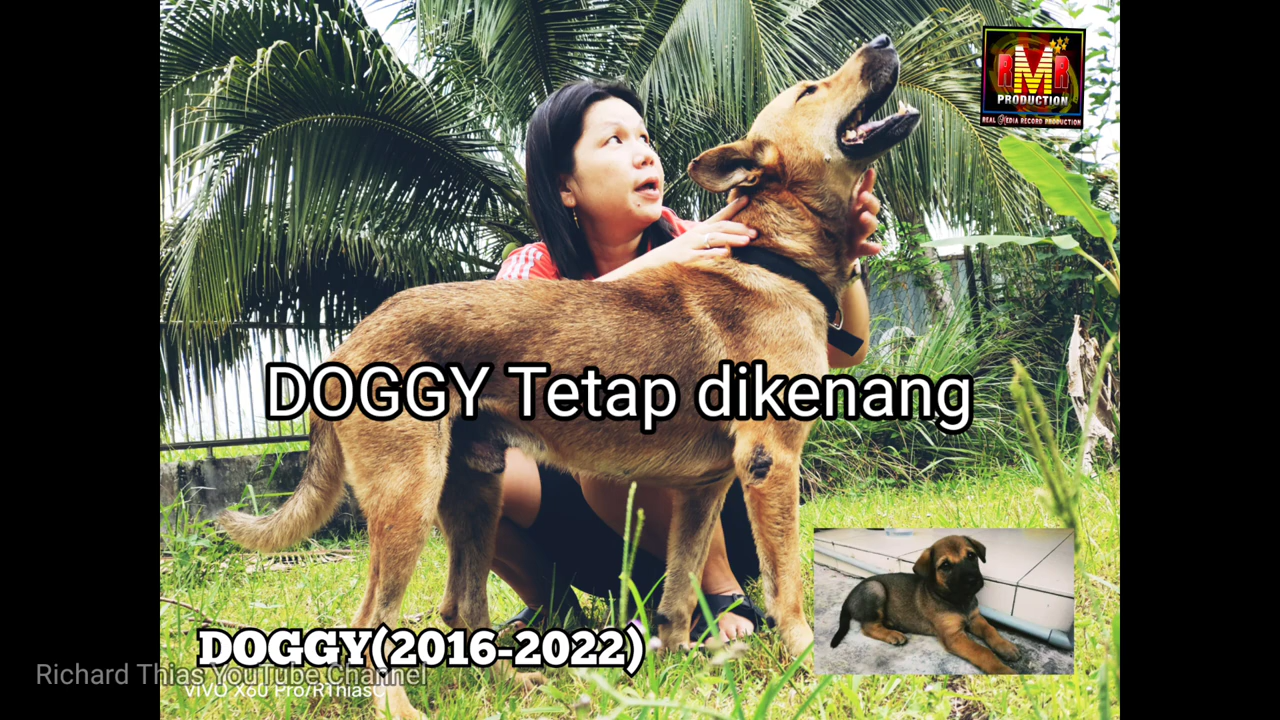 RMR
PRODUCTION
REAL MEDIA RECORD PRODUCTION
DOGGY Tetap dikenang
DOGGY(2016-2022)
Richard Thias YouTube Channel
vivo X60 Pro/RThiasC